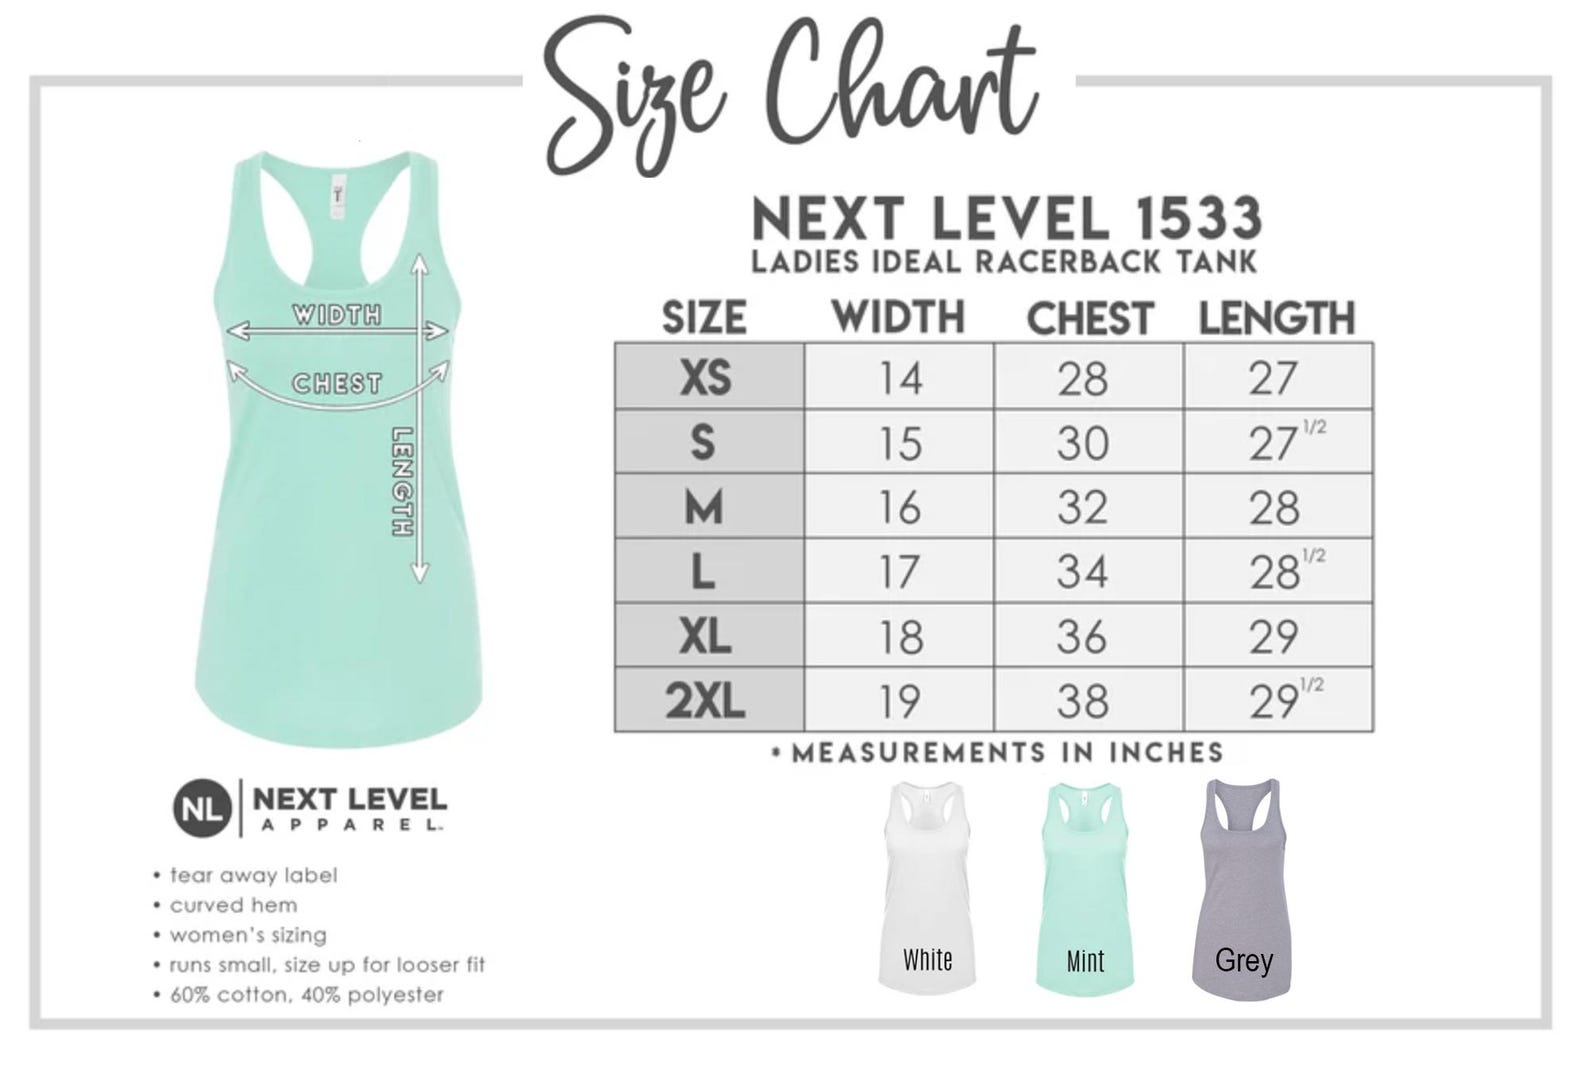 Size Chart
NEXT LEVEL 1533
LADIES IDEAL RACERBACK TANK
WIDTH
CHEST
LENGTH
SIZE WIDTH CHEST LENGTH
XS 14 28 27
S 15 30 27 1/2
M 16 32 28
L 17 34 28 1/2
XL 18 36 29
2XL 19 38 29 1/2
* MEASUREMENTS IN INCHES
NL NEXT LEVEL
APPAREL
• tear away label
• curved hem
• women's sizing
• runs small, size up for looser fit
• 60% cotton, 40% polyester
White Mint Grey